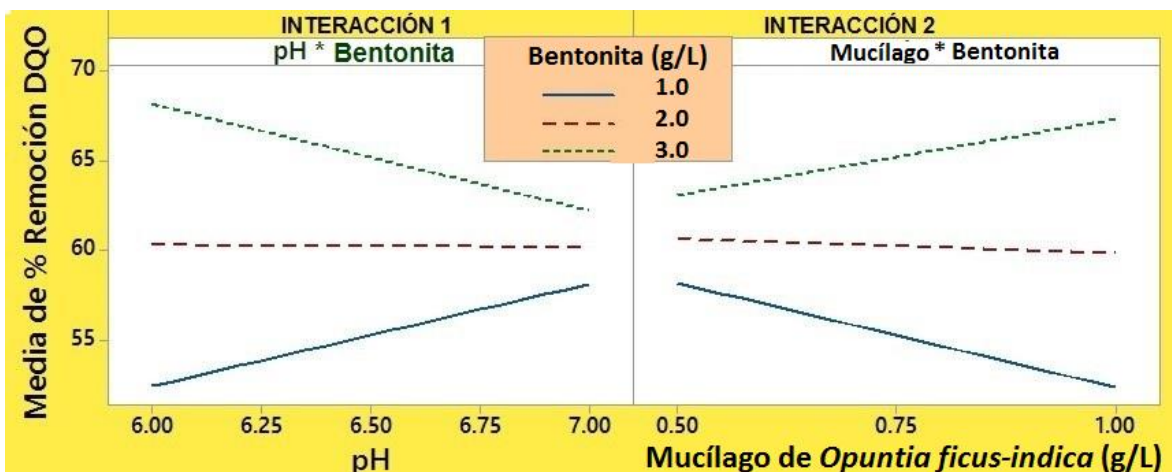 INTERACCIÓN 1
INTERACCIÓN 2
pH * Bentonita
Mucílago * Bentonita
Bentonita (g/L)
1.0
2.0
3.0
Media de % Remoción DQO
70
65
60
55
6.00 6.25 6.50 6.75 7.00
0.50 0.75 1.00
pH
Mucílago de Opuntia ficus-indica (g/L)